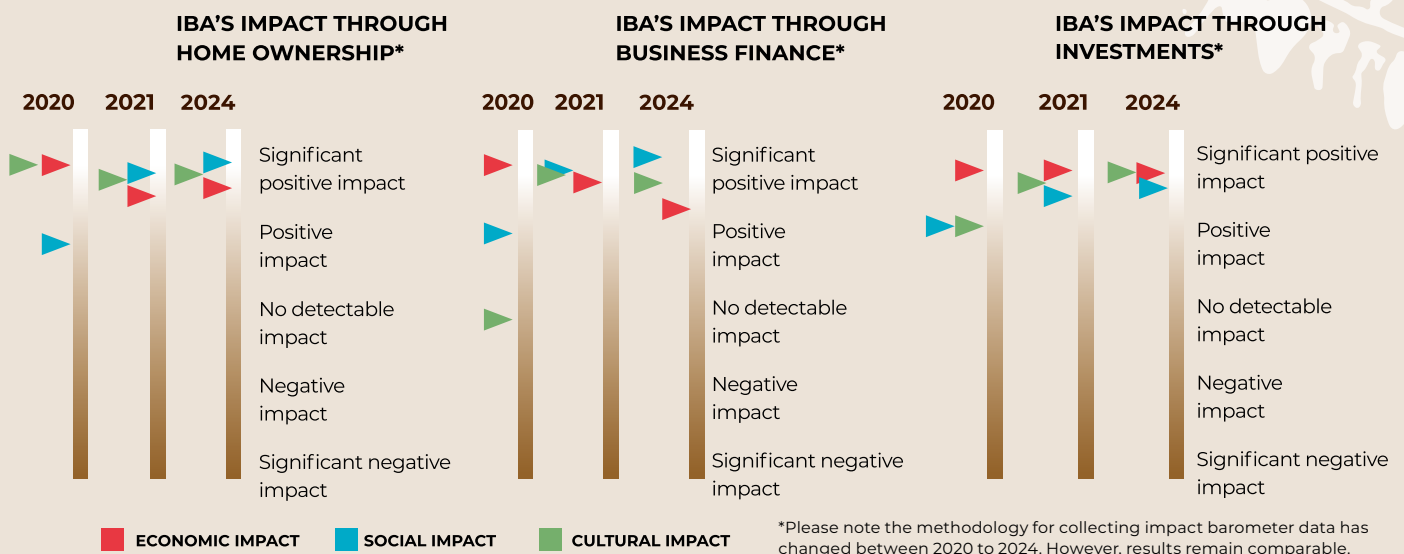 IBA'S IMPACT THROUGH
HOME OWNERSHIP*
2020 2021 2024
Significant
positive impact
Positive
impact
No detectable
impact
Negative
impact
Significant negative
impact
IBA'S IMPACT THROUGH
BUSINESS FINANCE*
2020 2021 2024
Significant
positive impact
Positive
impact
No detectable
impact
Negative
impact
Significant negative
impact
IBA'S IMPACT THROUGH
INVESTMENTS*
2020 2021 2024
Significant positive
impact
Positive
impact
No detectable
impact
Negative
impact
Significant negative
impact
ECONOMIC IMPACT SOCIAL IMPACT CULTURAL IMPACT
*Please note the methodology for collecting impact barometer data has
changed between 2020 to 2024. However, results remain comparable.